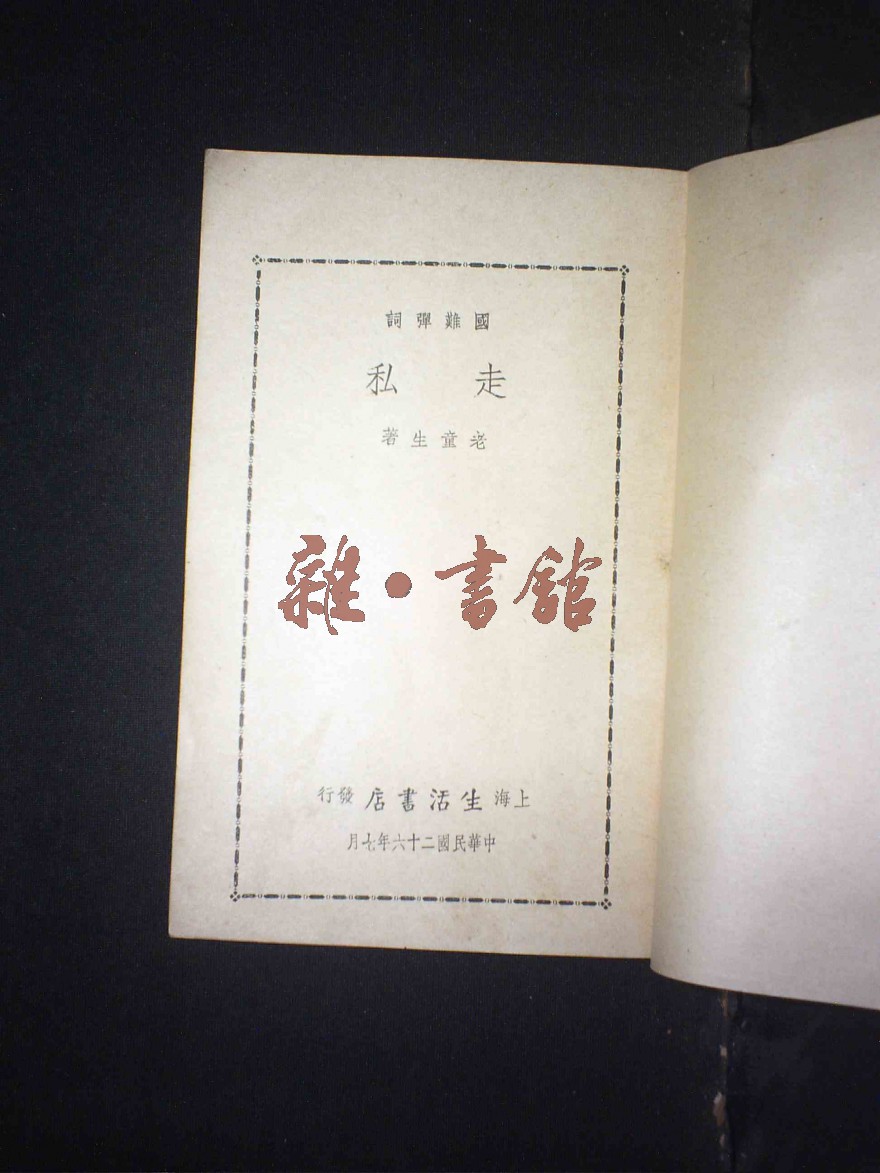 國難彈詞
走私
老童生著
雜·書館
上海生活書店發行
中華民國二十六年七月